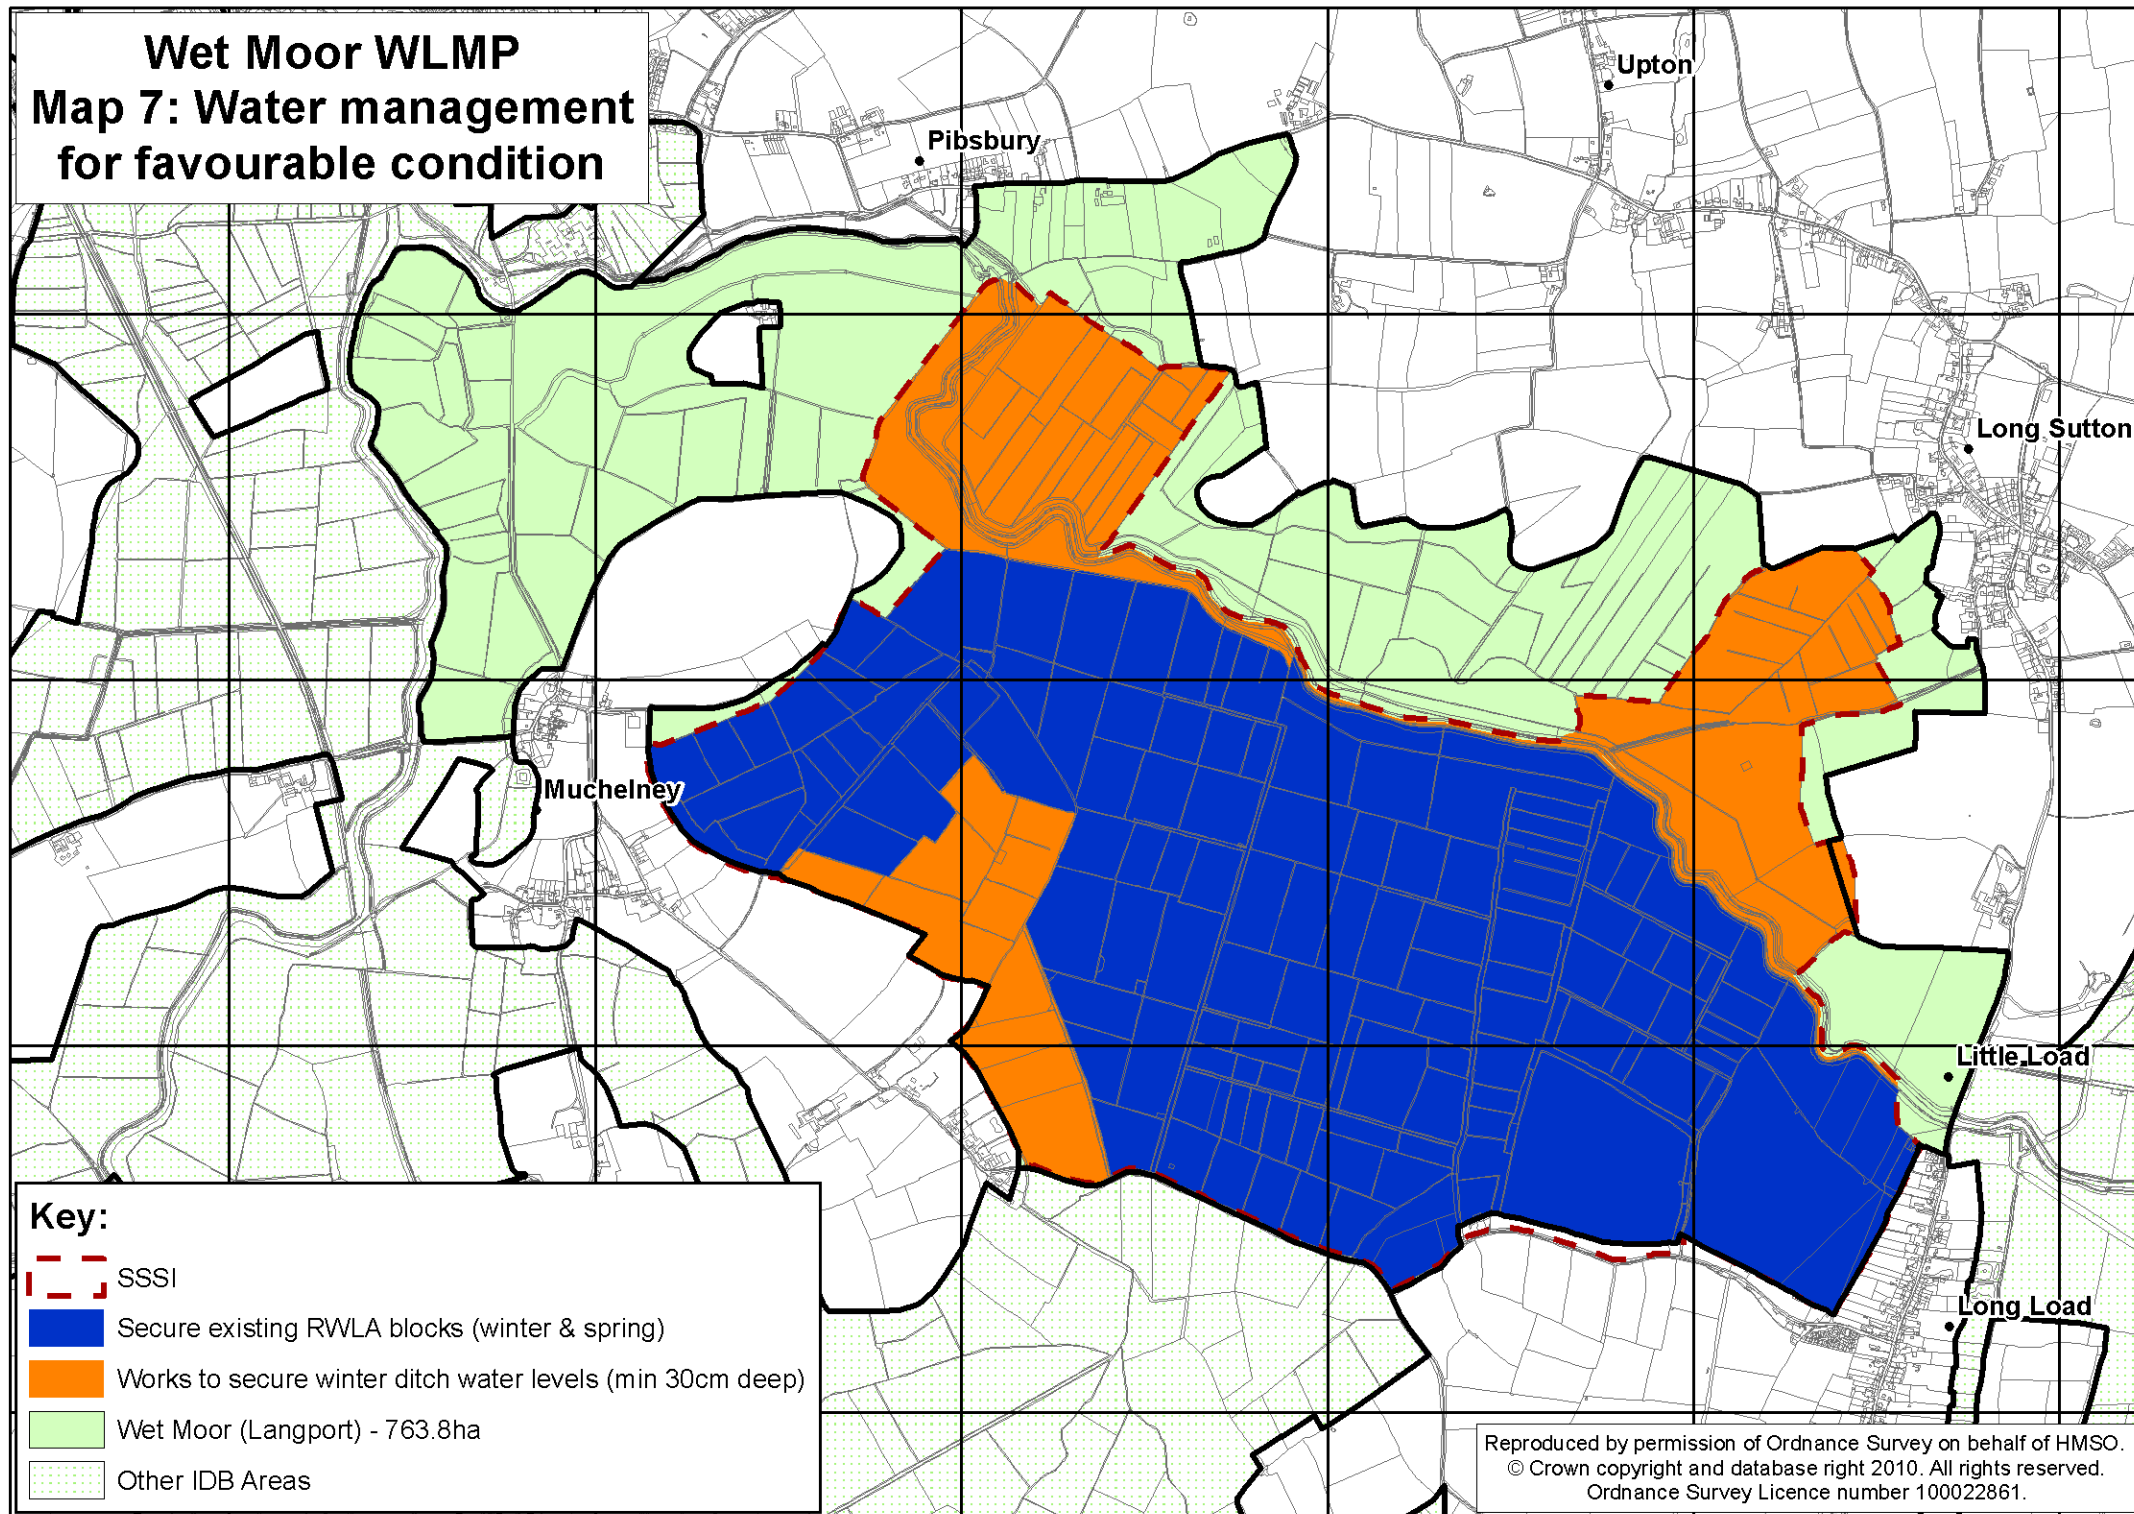 Wet Moor WLMP
Map 7: Water management
for favourable condition
Upton
Pibsbury
Long Sutton
Muchelney
Little Load
Long Load
Key:
SSSI
Secure existing RWLA blocks (winter & spring)
Works to secure winter ditch water levels (min 30cm deep)
Wet Moor (Langport) - 763.8ha
Other IDB Areas
Reproduced by permission of Ordnance Survey on behalf of HMSO.
© Crown copyright and database right 2010. All rights reserved.
Ordnance Survey Licence number 100022861.